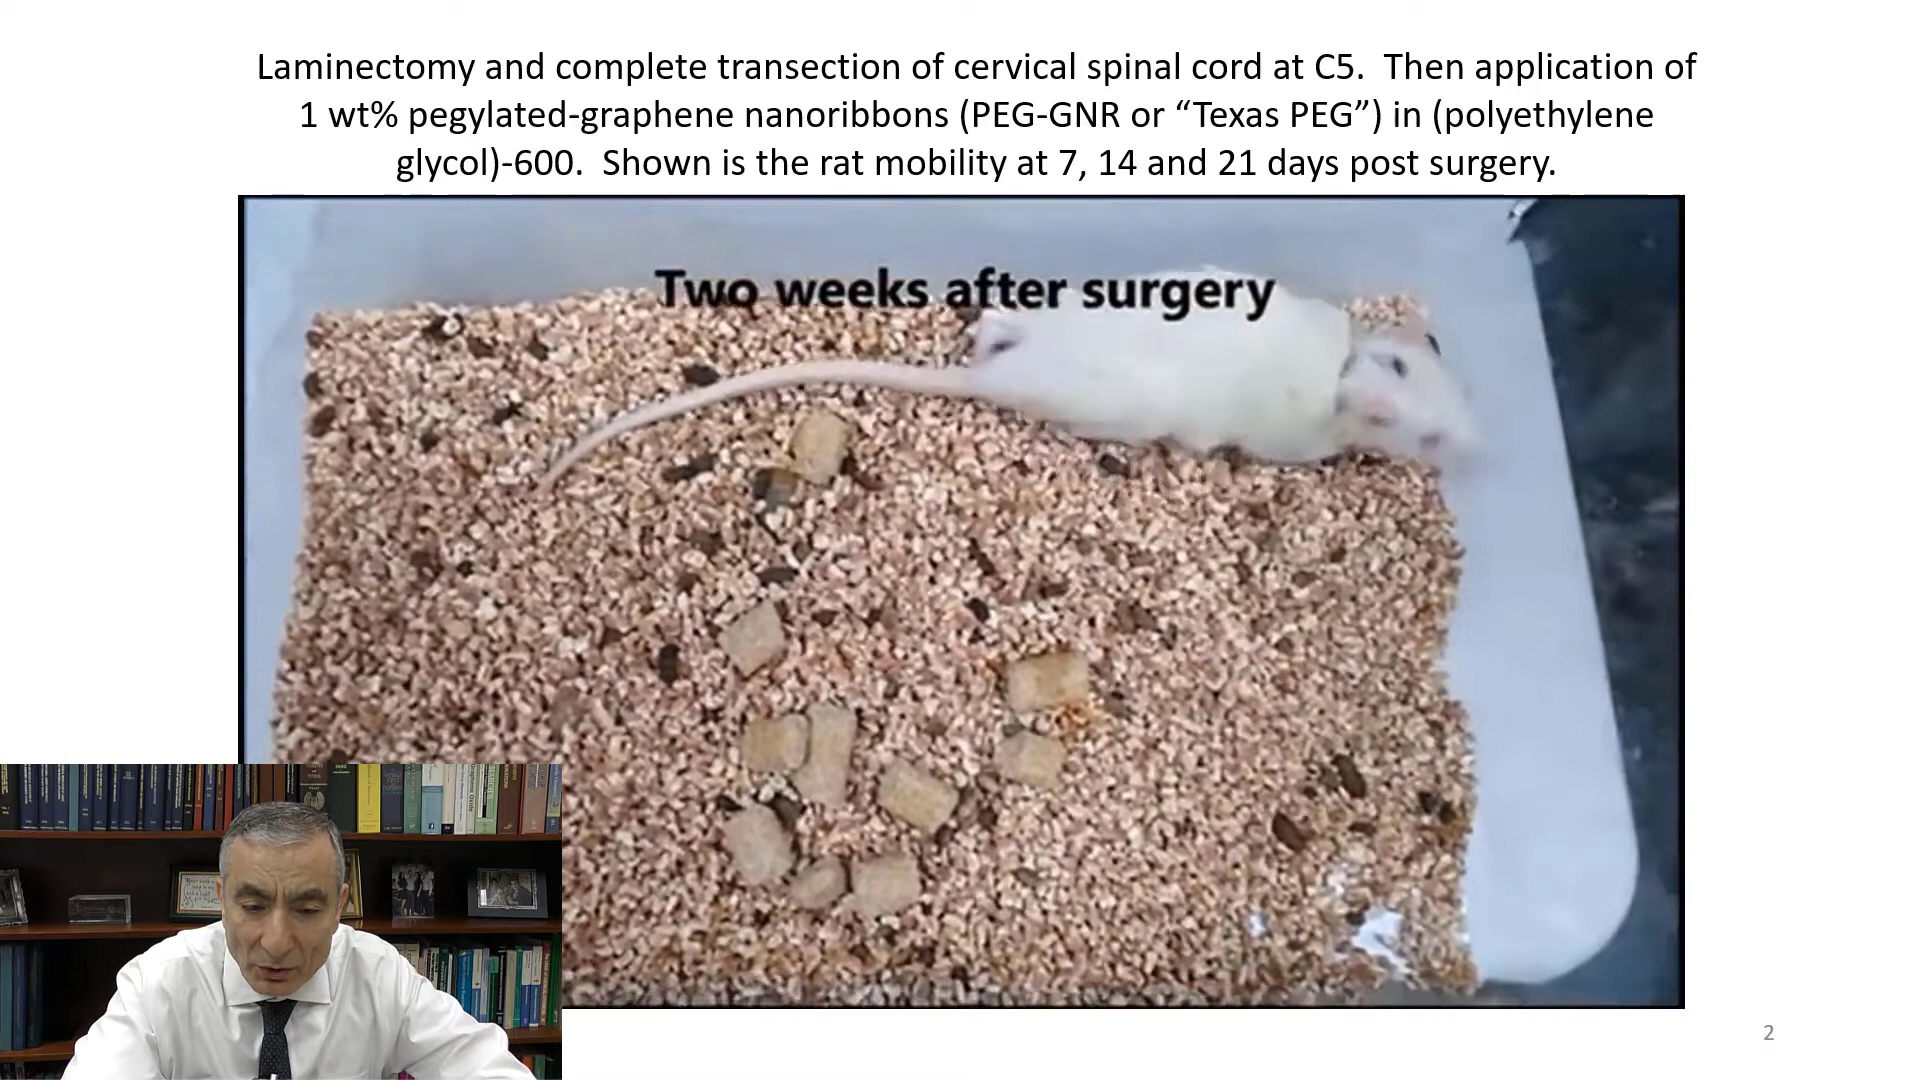 Laminectomy and complete transection of cervical spinal cord at C5.  Then application of
1 wt% pegylated-graphene nanoribbons (PEG-GNR or “Texas PEG”) in (polyethylene
glycol)-600.  Shown is the rat mobility at 7, 14 and 21 days post surgery.
Two weeks after surgery
2